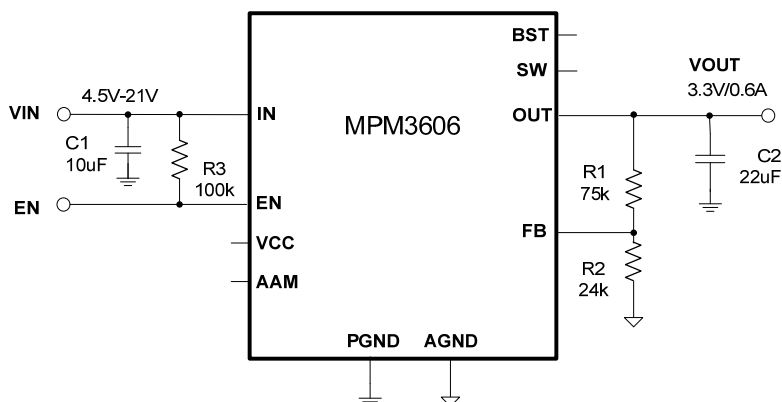 BST
SW
VOUT
3.3V/0.6A
4.5V-21V
VIN
IN
MPM3606
OUT
C1
10uF
R3
100k
R1
75k
C2
22uF
EN
EN
VCC
FB
AAM
R2
24k
PGND
AGND